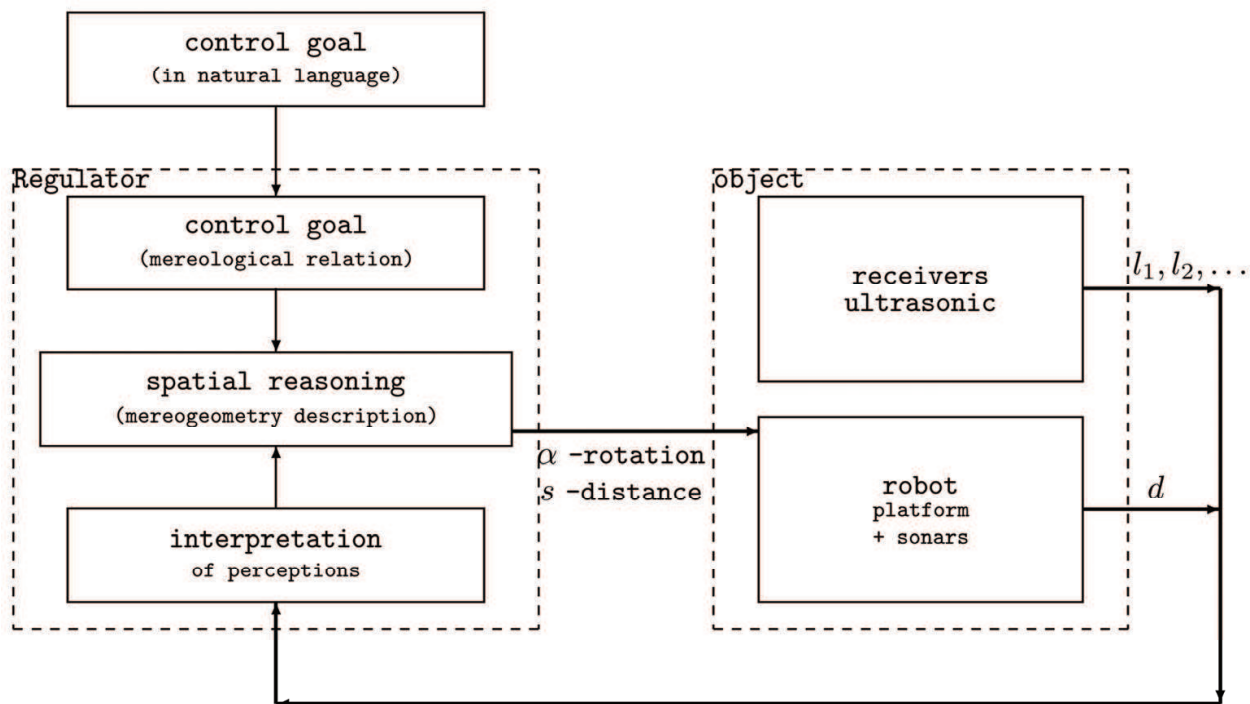 control goal
(in natural language)
Regulator
control goal
(mereological relation)
spatial reasoning
(mereogeometry description)
interpretation
of perceptions
α -rotation
s -distance
object
receivers
ultrasonic
robot
platform
+ sonars
l₁, l₂, ...
d